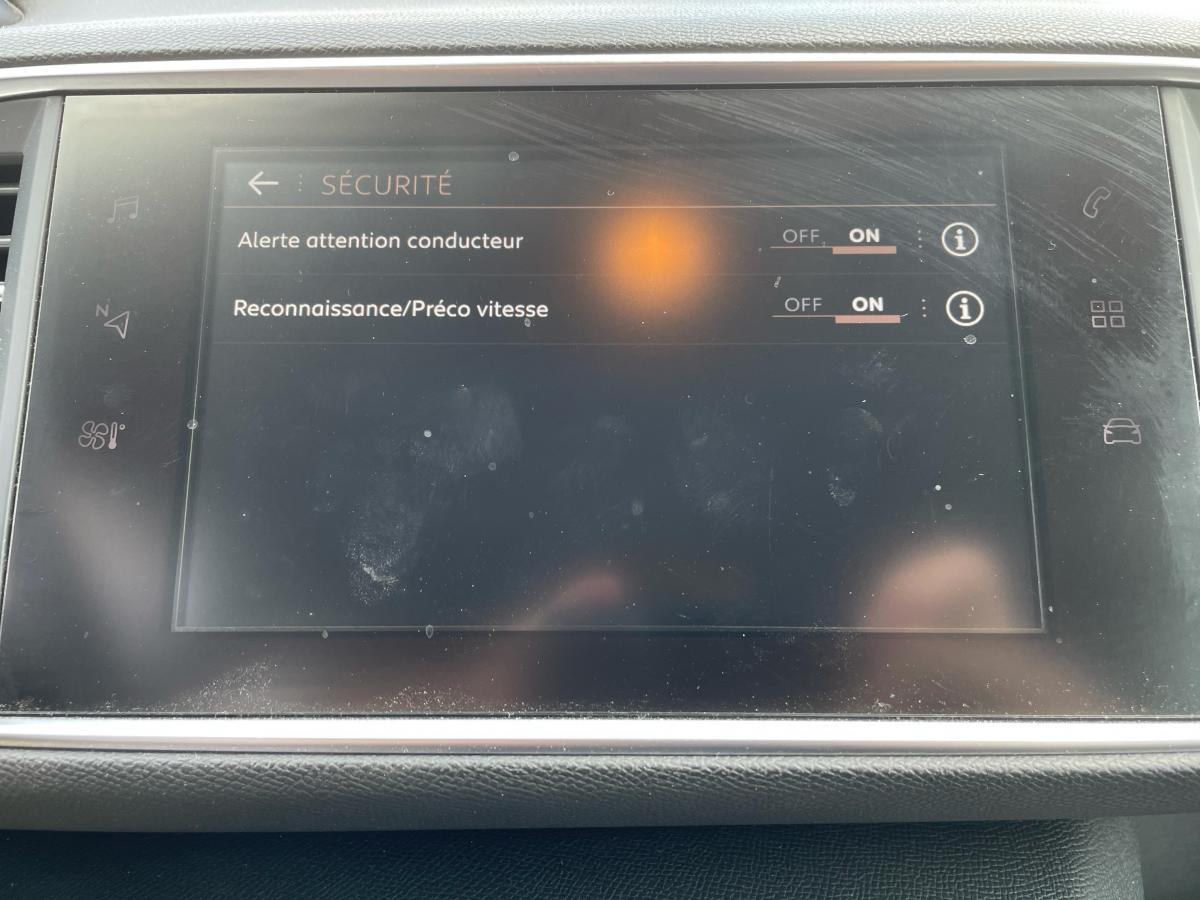 SÉCURITÉ
Alerte attention conducteur OFF ON i
Reconnaissance/Préco vitesse OFF ON i
N